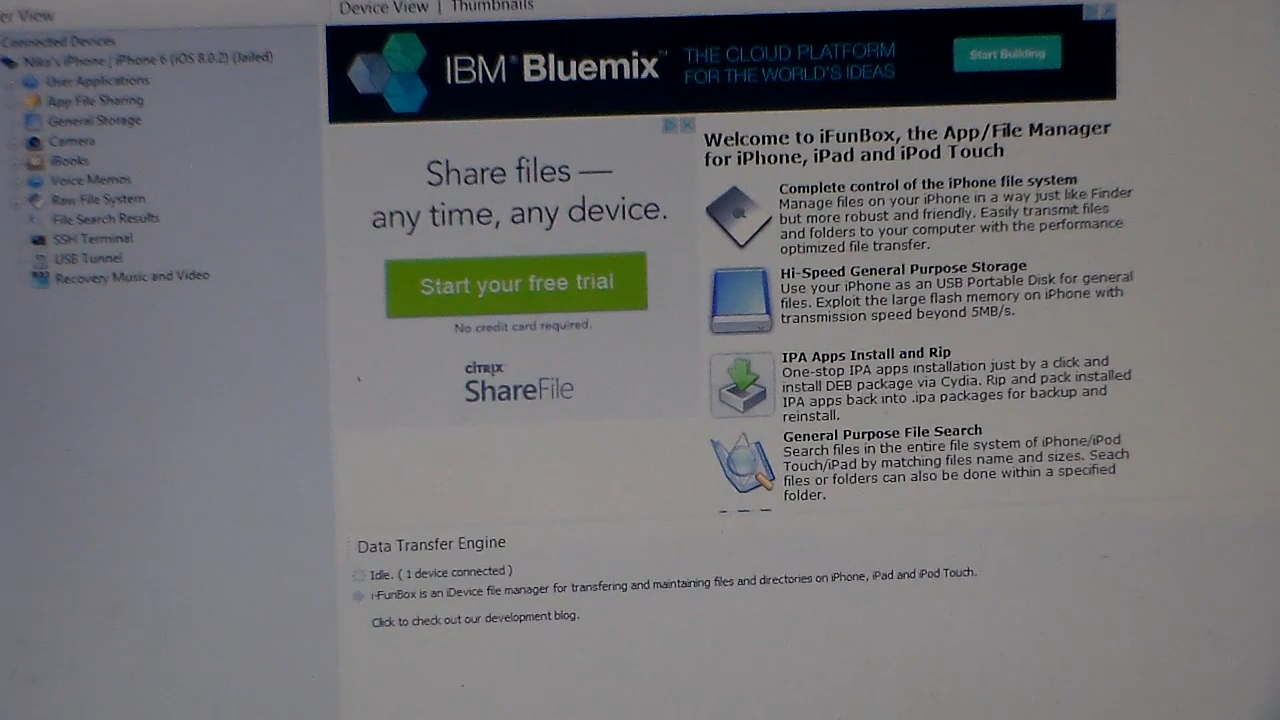 er View
Device View | Thumbnails
Connected Devices
Niko's iPhone | iPhone 6 (iOS 8.0.2) (Jailed)
User Applications
App File Sharing
General Storage
Camera
iBooks
Voice Memos
Raw File System
File Search Results
SSH Terminal
USB Tunnel
Recovery Music and Video
IBM Bluemix™
THE CLOUD PLATFORM
FOR THE WORLD'S IDEAS
Start Building
Share files —
any time, any device.
Start your free trial
No credit card required.
citrix
ShareFile
Welcome to iFunBox, the App/File Manager
for iPhone, iPad and iPod Touch
Complete control of the iPhone file system
Manage files on your iPhone in a way just like Finder
but more robust and friendly. Easily transmit files
and folders to your computer with the performance
optimized file transfer.
Hi-Speed General Purpose Storage
Use your iPhone as an USB Portable Disk for general
files. Exploit the large flash memory on iPhone with
transmission speed beyond 5MB/s.
IPA Apps Install and Rip
One-stop IPA apps installation just by a click and
install DEB package via Cydia. Rip and pack installed
IPA apps back into .ipa packages for backup and
reinstall.
General Purpose File Search
Search files in the entire file system of iPhone/iPod
Touch/iPad by matching files name and sizes. Seach
files or folders can also be done within a specified
folder.
Data Transfer Engine
Idle. ( 1 device connected )
i-FunBox is an iDevice file manager for transfering and maintaining files and directories on iPhone, iPad and iPod Touch.
Click to check out our development blog.